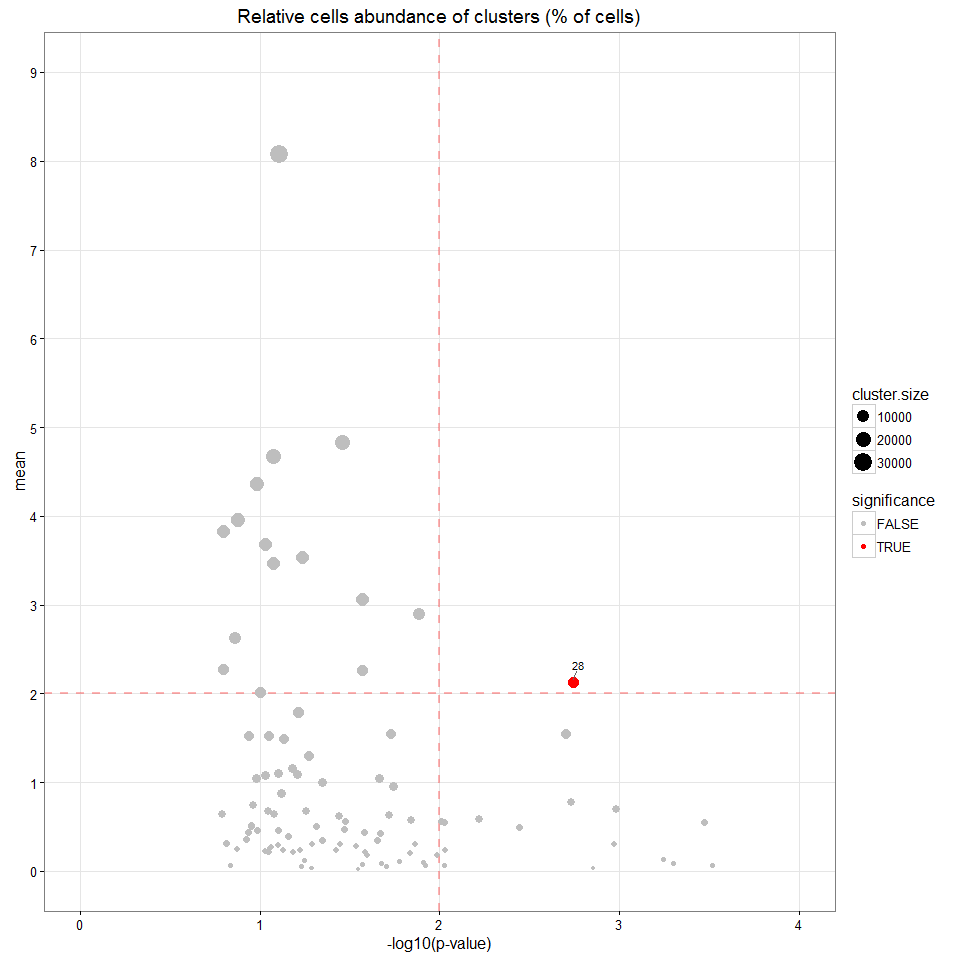 Relative cells abundance of clusters (% of cells)
9
8
7
6
5
4
3
2
1
0
mean
28
0
1
2
3
4
-log10(p-value)
cluster.size
10000
20000
30000
significance
FALSE
TRUE